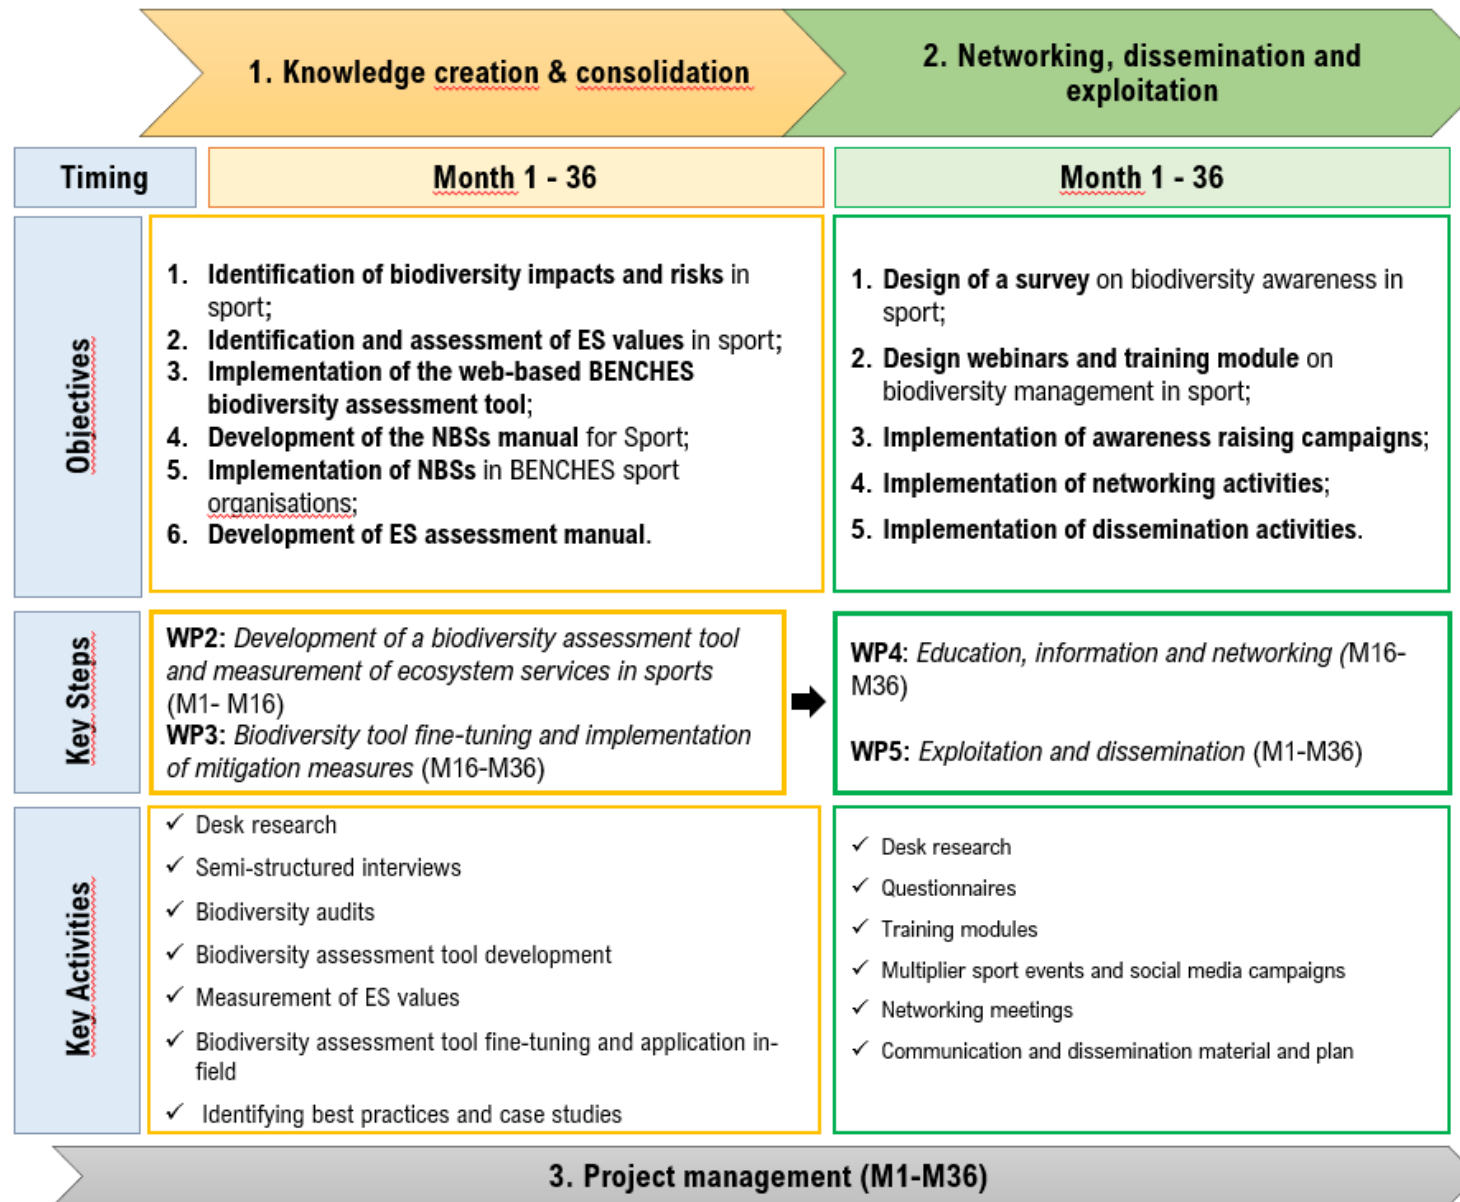 1. Knowledge creation & consolidation
2. Networking, dissemination and
exploitation
Timing
Month 1 - 36
Month 1 - 36
Objectives
1. Identification of biodiversity impacts and risks in
sport;
2. Identification and assessment of ES values in sport;
3. Implementation of the web-based BENCHES
biodiversity assessment tool;
4. Development of the NBSs manual for Sport;
5. Implementation of NBSs in BENCHES sport
organisations;
6. Development of ES assessment manual.
1. Design of a survey on biodiversity awareness in
sport;
2. Design webinars and training module on
biodiversity management in sport;
3. Implementation of awareness raising campaigns;
4. Implementation of networking activities;
5. Implementation of dissemination activities.
Key Steps
WP2: Development of a biodiversity assessment tool
and measurement of ecosystem services in sports
(M1- M16)
WP3: Biodiversity tool fine-tuning and implementation
of mitigation measures (M16-M36)
WP4: Education, information and networking (M16-
M36)
WP5: Exploitation and dissemination (M1-M36)
Key Activities
✓ Desk research
✓ Semi-structured interviews
✓ Biodiversity audits
✓ Biodiversity assessment tool development
✓ Measurement of ES values
✓ Biodiversity assessment tool fine-tuning and application in-
field
✓ Identifying best practices and case studies
✓ Desk research
✓ Questionnaires
✓ Training modules
✓ Multiplier sport events and social media campaigns
✓ Networking meetings
✓ Communication and dissemination material and plan
3. Project management (M1-M36)